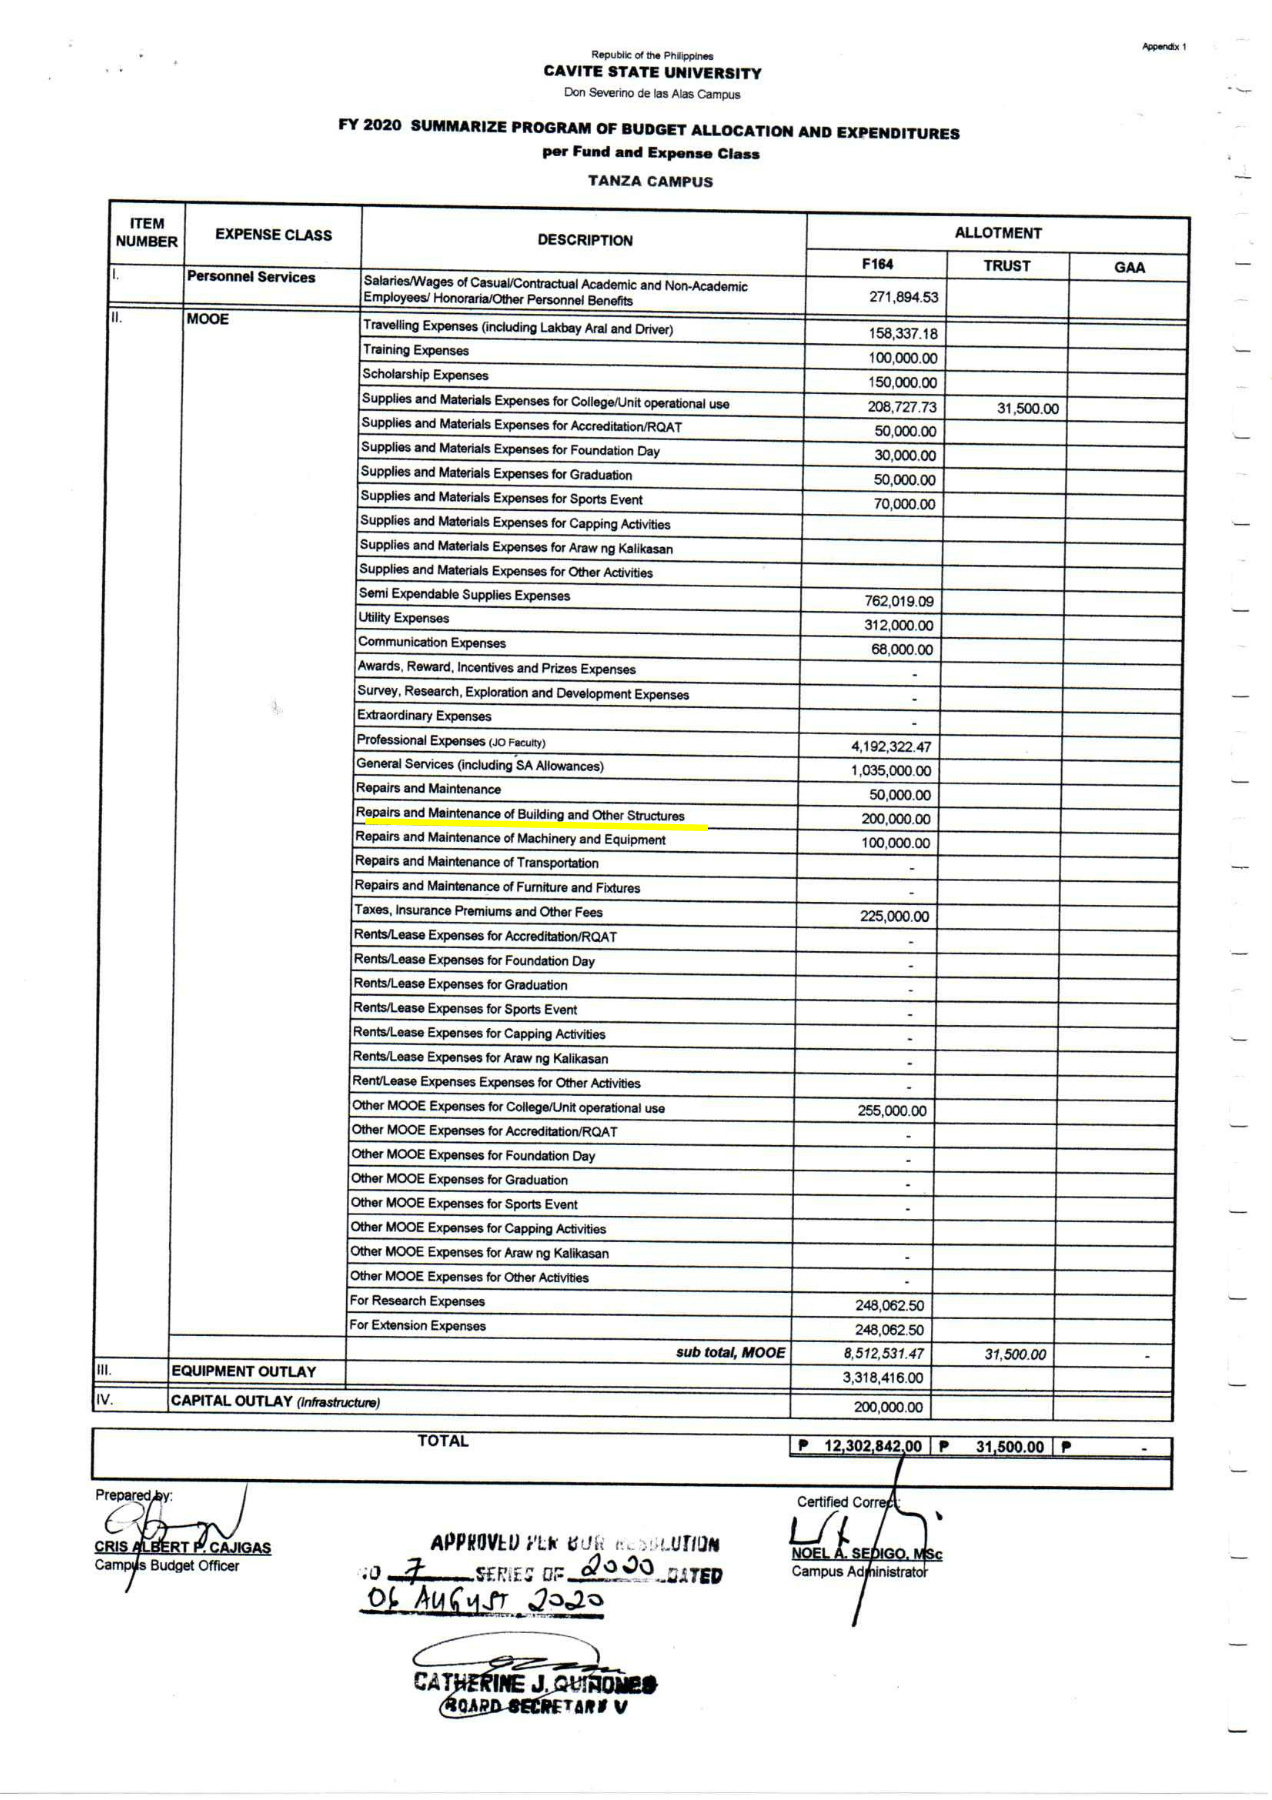 Appendix 1
Republic of the Philippines
CAVITE STATE UNIVERSITY
Don Severino de las Alas Campus
FY 2020 SUMMARIZE PROGRAM OF BUDGET ALLOCATION AND EXPENDITURES
per Fund and Expense Class
TANZA CAMPUS
ITEM NUMBER EXPENSE CLASS DESCRIPTION ALLOTMENT
F164 TRUST GAA
I. Personnel Services Salaries/Wages of Casual/Contractual Academic and Non-Academic
Employees/ Honoraria/Other Personnel Benefits 271,894.53
II. MOOE Travelling Expenses (including Lakbay Aral and Driver) 158,337.18
Training Expenses 100,000.00
Scholarship Expenses 150,000.00
Supplies and Materials Expenses for College/Unit operational use 208,727.73 31,500.00
Supplies and Materials Expenses for Accreditation/RQAT 50,000.00
Supplies and Materials Expenses for Foundation Day 30,000.00
Supplies and Materials Expenses for Graduation 50,000.00
Supplies and Materials Expenses for Sports Event 70,000.00
Supplies and Materials Expenses for Capping Activities
Supplies and Materials Expenses for Araw ng Kalikasan
Supplies and Materials Expenses for Other Activities
Semi Expendable Supplies Expenses 762,019.09
Utility Expenses 312,000.00
Communication Expenses 68,000.00
Awards, Reward, Incentives and Prizes Expenses -
Survey, Research, Exploration and Development Expenses -
Extraordinary Expenses -
Professional Expenses (JO Faculty) 4,192,322.47
General Services (including SA Allowances) 1,035,000.00
Repairs and Maintenance 50,000.00
Repairs and Maintenance of Building and Other Structures 200,000.00
Repairs and Maintenance of Machinery and Equipment 100,000.00
Repairs and Maintenance of Transportation -
Repairs and Maintenance of Furniture and Fixtures -
Taxes, Insurance Premiums and Other Fees 225,000.00
Rents/Lease Expenses for Accreditation/RQAT -
Rents/Lease Expenses for Foundation Day -
Rents/Lease Expenses for Graduation -
Rents/Lease Expenses for Sports Event -
Rents/Lease Expenses for Capping Activities -
Rents/Lease Expenses for Araw ng Kalikasan -
Rent/Lease Expenses Expenses for Other Activities -
Other MOOE Expenses for College/Unit operational use 255,000.00
Other MOOE Expenses for Accreditation/RQAT -
Other MOOE Expenses for Foundation Day -
Other MOOE Expenses for Graduation -
Other MOOE Expenses for Sports Event -
Other MOOE Expenses for Capping Activities
Other MOOE Expenses for Araw ng Kalikasan -
Other MOOE Expenses for Other Activities -
For Research Expenses 248,062.50
For Extension Expenses 248,062.50
sub total, MOOE 8,512,531.47 31,500.00 -
III. EQUIPMENT OUTLAY 3,318,416.00
IV. CAPITAL OUTLAY (Infrastructure) 200,000.00
TOTAL ₱ 12,302,842.00 ₱ 31,500.00 ₱ -
Prepared by:
CRIS ALBERT P. CAJIGAS
Campus Budget Officer
Certified Correct:
NOEL A. SEDIGO, MSc
Campus Administrator
APPROVED PER BUR RESOLUTION
NO 7 SERIES OF 2020 DATED
06 AUGUST 2020
CATHERINE J. QUIÑONES
BOARD SECRETARY V